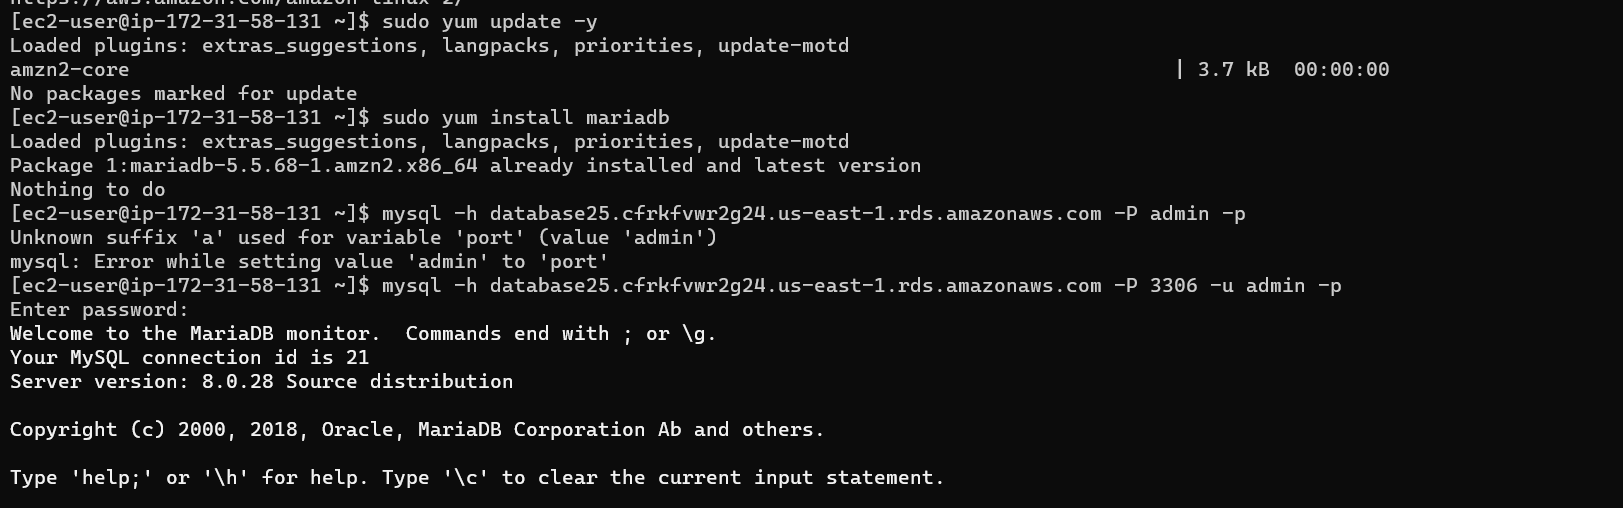 https://aws.amazon.com/amazon-linux-2/
[ec2-user@ip-172-31-58-131 ~]$ sudo yum update -y
Loaded plugins: extras_suggestions, langpacks, priorities, update-motd
amzn2-core | 3.7 kB 00:00:00
No packages marked for update
[ec2-user@ip-172-31-58-131 ~]$ sudo yum install mariadb
Loaded plugins: extras_suggestions, langpacks, priorities, update-motd
Package 1:mariadb-5.5.68-1.amzn2.x86_64 already installed and latest version
Nothing to do
[ec2-user@ip-172-31-58-131 ~]$ mysql -h database25.cfrkfvwr2g24.us-east-1.rds.amazonaws.com -P admin -p
Unknown suffix 'a' used for variable 'port' (value 'admin')
mysql: Error while setting value 'admin' to 'port'
[ec2-user@ip-172-31-58-131 ~]$ mysql -h database25.cfrkfvwr2g24.us-east-1.rds.amazonaws.com -P 3306 -u admin -p
Enter password:
Welcome to the MariaDB monitor.  Commands end with ; or \g.
Your MySQL connection id is 21
Server version: 8.0.28 Source distribution
Copyright (c) 2000, 2018, Oracle, MariaDB Corporation Ab and others.
Type 'help;' or '\h' for help. Type '\c' to clear the current input statement.